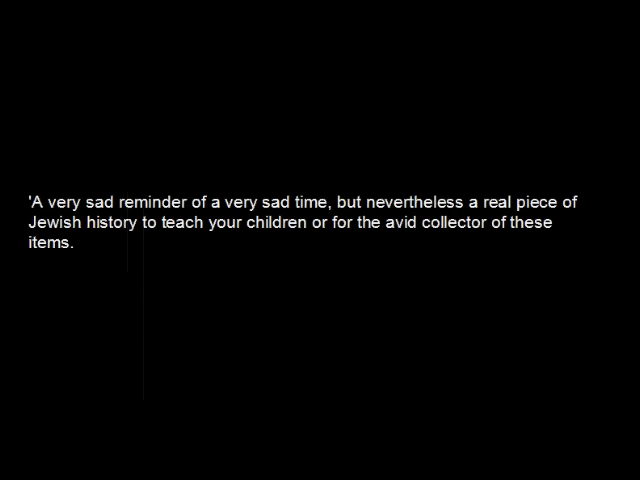 'A very sad reminder of a very sad time, but nevertheless a real piece of
Jewish history to teach your children or for the avid collector of these
items.